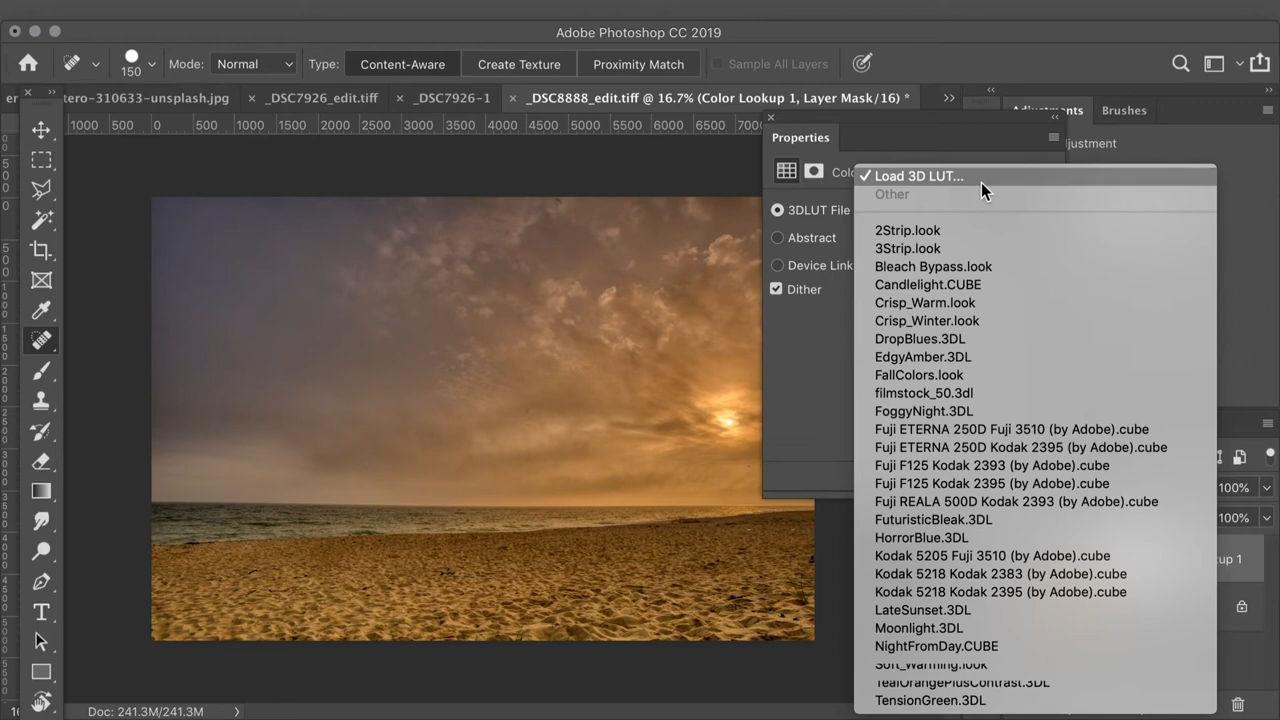 Adobe Photoshop CC 2019
150
Mode:
Normal
Type:
Content-Aware
Create Texture
Proximity Match
Sample All Layers
tero-310633-unsplash.jpg
_DSC7926_edit.tiff
_DSC7926-1
_DSC8888_edit.tiff @ 16.7% (Color Lookup 1, Layer Mask/16) *
Adjustments
Brushes
1000 500 0 500 1000 1500 2000 2500 3000 3500 4000 4500 5000 5500 6000 6500 7000
Properties
justment
Colo
3DLUT File
Abstract
Device Link
Dither
✓ Load 3D LUT...
Other
2Strip.look
3Strip.look
Bleach Bypass.look
Candlelight.CUBE
Crisp_Warm.look
Crisp_Winter.look
DropBlues.3DL
EdgyAmber.3DL
FallColors.look
filmstock_50.3dl
FoggyNight.3DL
Fuji ETERNA 250D Fuji 3510 (by Adobe).cube
Fuji ETERNA 250D Kodak 2395 (by Adobe).cube
Fuji F125 Kodak 2393 (by Adobe).cube
Fuji F125 Kodak 2395 (by Adobe).cube
Fuji REALA 500D Kodak 2393 (by Adobe).cube
FuturisticBleak.3DL
HorrorBlue.3DL
Kodak 5205 Fuji 3510 (by Adobe).cube
Kodak 5218 Kodak 2383 (by Adobe).cube
Kodak 5218 Kodak 2395 (by Adobe).cube
LateSunset.3DL
Moonlight.3DL
NightFromDay.CUBE
Soft_Warming.look
TealOrangePlusContrast.3DL
TensionGreen.3DL
100%
100%
up 1
Doc: 241.3M/241.3M